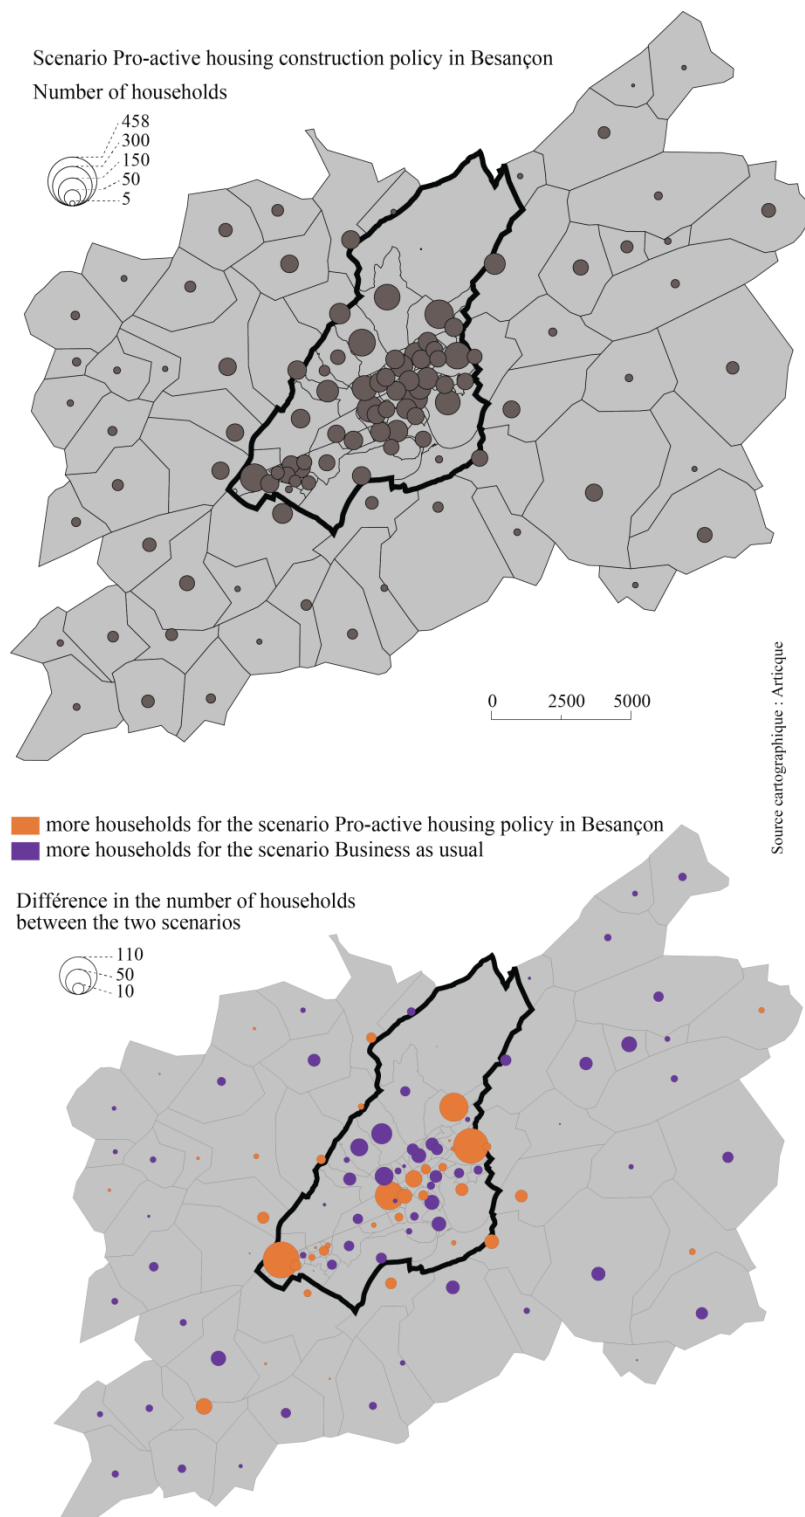 Scenario Pro-active housing construction policy in Besançon
Number of households
458
300
150
50
5
0 2500 5000
Source cartographique : Articque
more households for the scenario Pro-active housing policy in Besançon
more households for the scenario Business as usual
Différence in the number of households
between the two scenarios
110
50
10